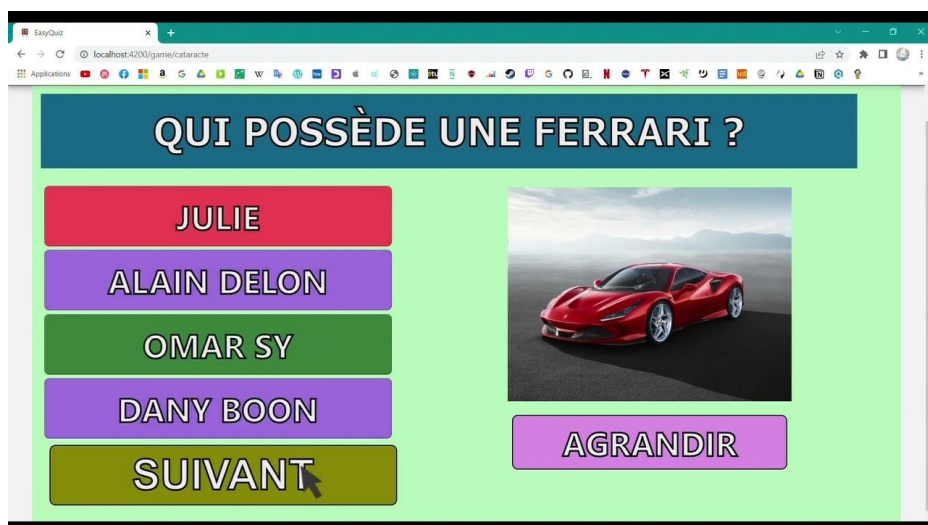 EasyQuiz
localhost:4200/game/cataracte
Applications
QUI POSSÈDE UNE FERRARI ?
JULIE
ALAIN DELON
OMAR SY
DANY BOON
SUIVANT
AGRANDIR